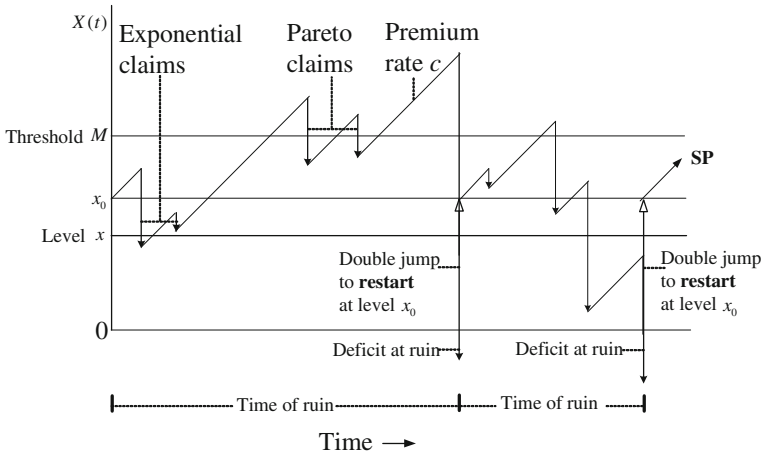 X(t)
Exponential
claims
Pareto
claims
Premium
rate c
Threshold M
SP
x₀
Level x
Double jump
to restart
at level x₀
Double jump
to restart
at level x₀
0
Deficit at ruin
Deficit at ruin
Time of ruin
Time of ruin
Time